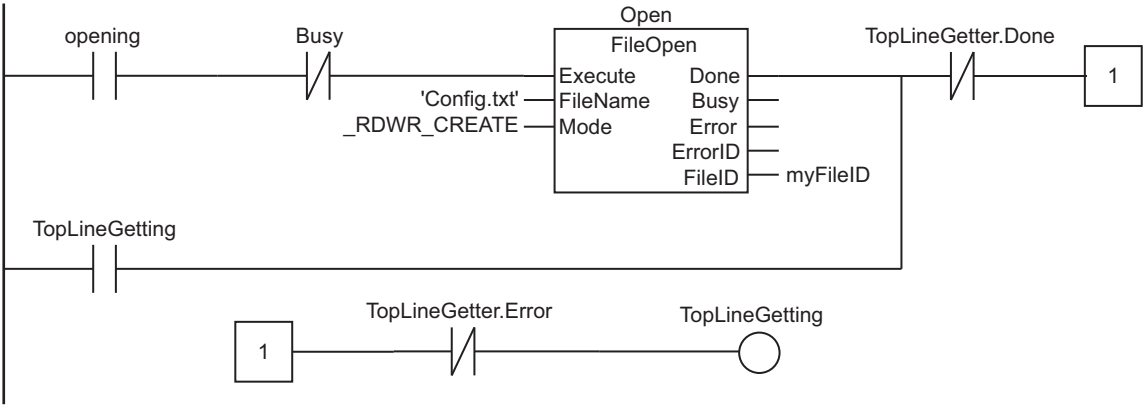 Open
opening
Busy
FileOpen
TopLineGetter.Done
Execute
Done
1
'Config.txt'
FileName
Busy
_RDWR_CREATE
Mode
Error
ErrorID
FileID
myFileID
TopLineGetting
TopLineGetter.Error
TopLineGetting
1